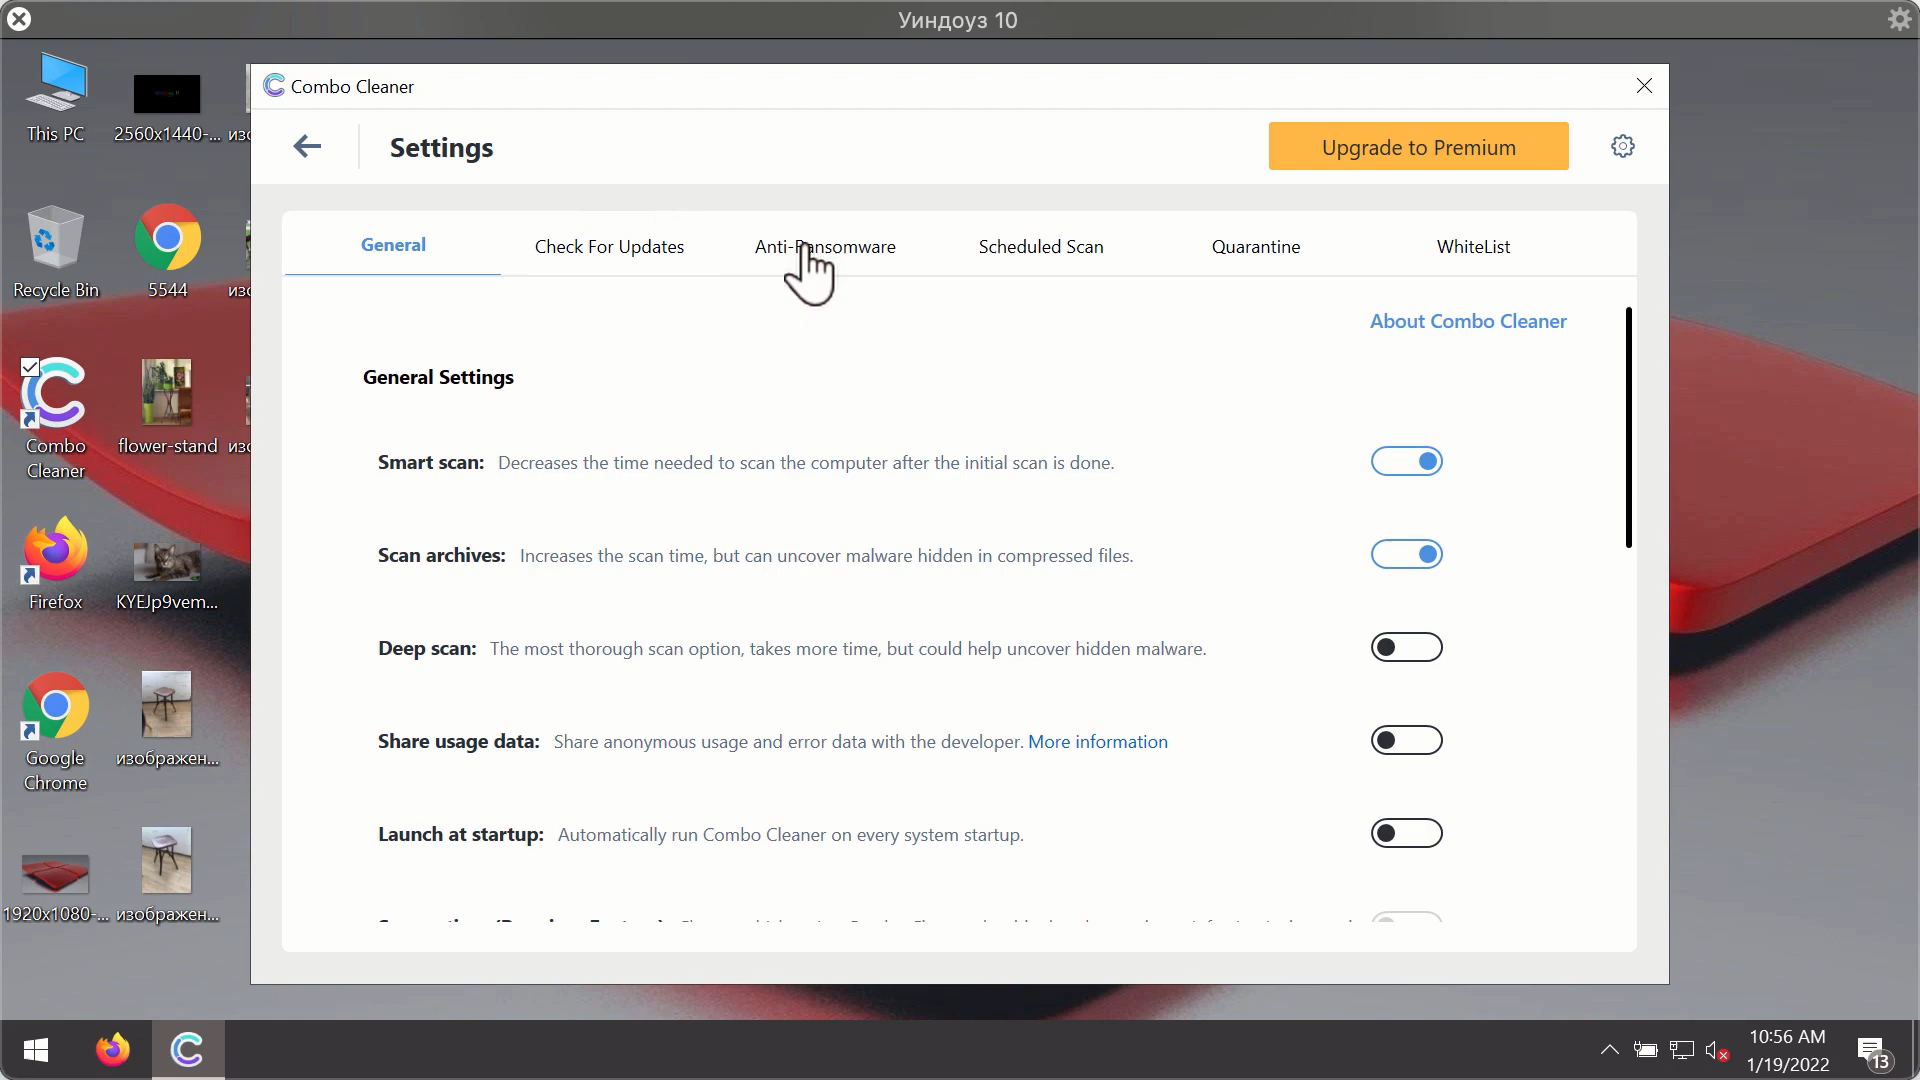 Уиндоуз 10
This PC
2560x1440-...
Recycle Bin
5544
Combo
Cleaner
flower-stand
Firefox
KYEJp9vem...
Google
Chrome
изображен...
1920x1080-...
изображен...
Combo Cleaner
Settings
Upgrade to Premium
General
Check For Updates
Anti-Ransomware
Scheduled Scan
Quarantine
WhiteList
About Combo Cleaner
General Settings
Smart scan: Decreases the time needed to scan the computer after the initial scan is done.
Scan archives: Increases the scan time, but can uncover malware hidden in compressed files.
Deep scan: The most thorough scan option, takes more time, but could help uncover hidden malware.
Share usage data: Share anonymous usage and error data with the developer. More information
Launch at startup: Automatically run Combo Cleaner on every system startup.
10:56 AM
1/19/2022
13